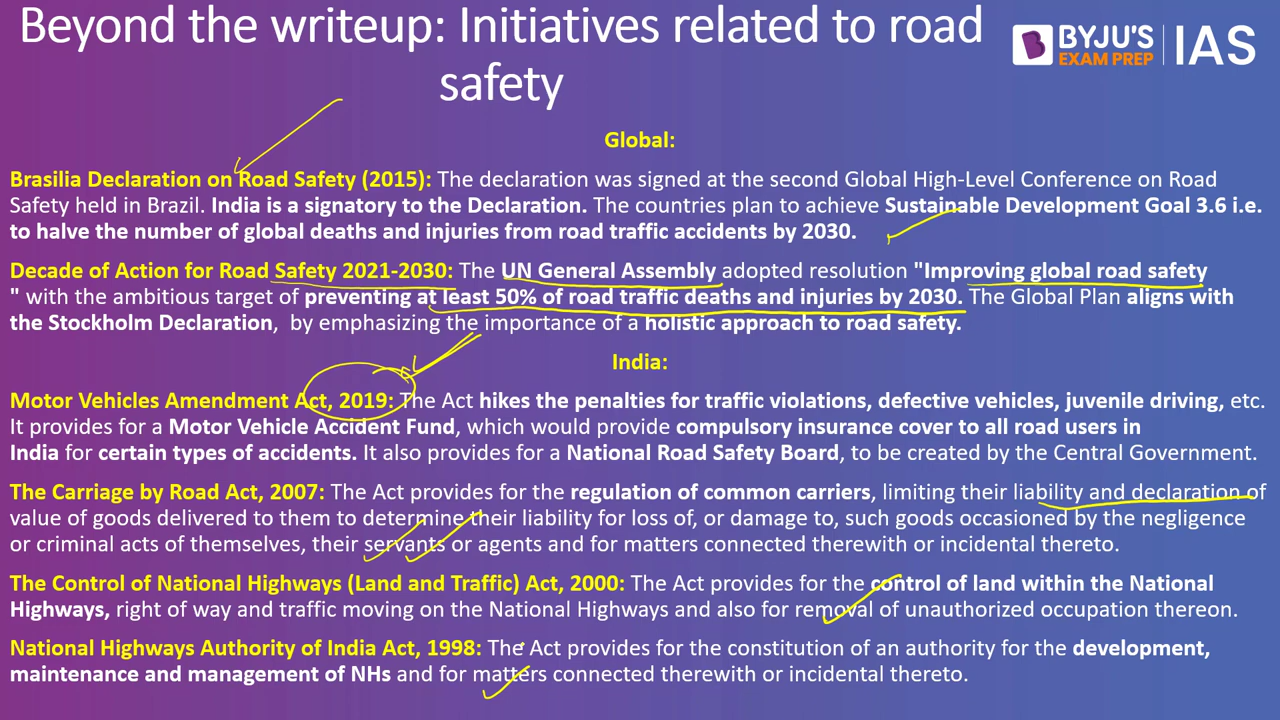 Beyond the writeup: Initiatives related to road
safety
BYJU'S
EXAM PREP
IAS
Global:
Brasilia Declaration on Road Safety (2015): The declaration was signed at the second Global High-Level Conference on Road
Safety held in Brazil. India is a signatory to the Declaration. The countries plan to achieve Sustainable Development Goal 3.6 i.e.
to halve the number of global deaths and injuries from road traffic accidents by 2030.
Decade of Action for Road Safety 2021-2030: The UN General Assembly adopted resolution "Improving global road safety
" with the ambitious target of preventing at least 50% of road traffic deaths and injuries by 2030. The Global Plan aligns with
the Stockholm Declaration, by emphasizing the importance of a holistic approach to road safety.
India:
Motor Vehicles Amendment Act, 2019: The Act hikes the penalties for traffic violations, defective vehicles, juvenile driving, etc.
It provides for a Motor Vehicle Accident Fund, which would provide compulsory insurance cover to all road users in
India for certain types of accidents. It also provides for a National Road Safety Board, to be created by the Central Government.
The Carriage by Road Act, 2007: The Act provides for the regulation of common carriers, limiting their liability and declaration of
value of goods delivered to them to determine their liability for loss of, or damage to, such goods occasioned by the negligence
or criminal acts of themselves, their servants or agents and for matters connected therewith or incidental thereto.
The Control of National Highways (Land and Traffic) Act, 2000: The Act provides for the control of land within the National
Highways, right of way and traffic moving on the National Highways and also for removal of unauthorized occupation thereon.
National Highways Authority of India Act, 1998: The Act provides for the constitution of an authority for the development,
maintenance and management of NHs and for matters connected therewith or incidental thereto.